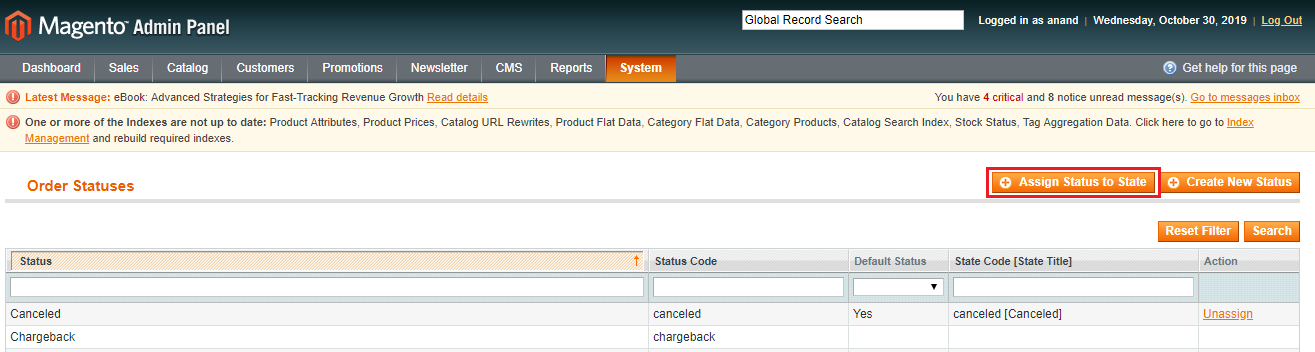 Magento Admin Panel
Global Record Search
Logged in as anand | Wednesday, October 30, 2019 | Log Out
Dashboard Sales Catalog Customers Promotions Newsletter CMS Reports System Get help for this page
Latest Message: eBook: Advanced Strategies for Fast-Tracking Revenue Growth Read details
You have 4 critical and 8 notice unread message(s). Go to messages inbox
One or more of the Indexes are not up to date: Product Attributes, Product Prices, Catalog URL Rewrites, Product Flat Data, Category Flat Data, Category Products, Catalog Search Index, Stock Status, Tag Aggregation Data. Click here to go to Index
Management and rebuild required indexes.
Order Statuses
Assign Status to State
Create New Status
Reset Filter
Search
Status Status Code Default Status State Code [State Title] Action
Canceled canceled Yes canceled [Canceled] Unassign
Chargeback chargeback